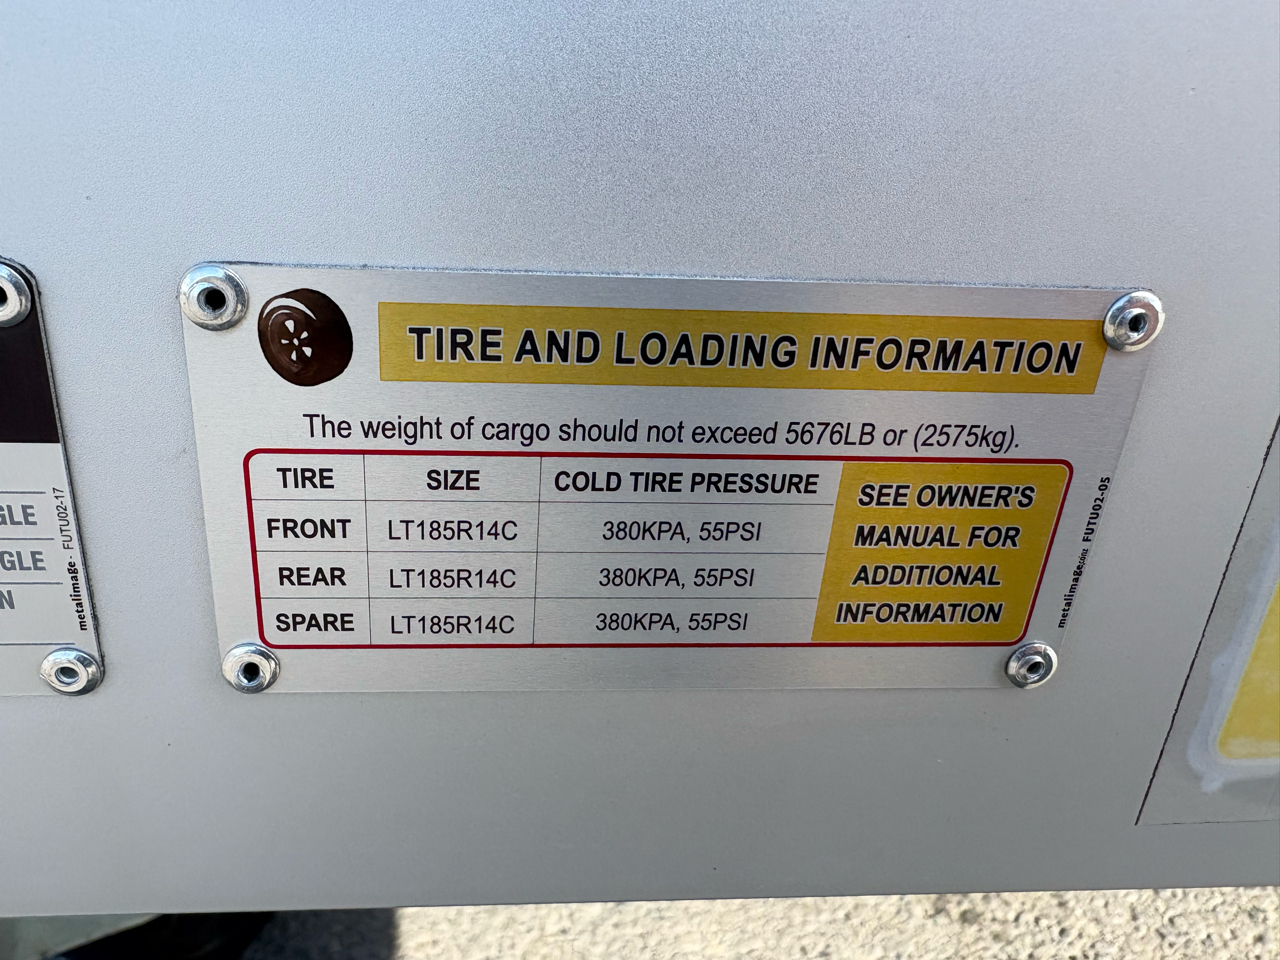 TIRE AND LOADING INFORMATION
The weight of cargo should not exceed 5676LB or (2575kg).
TIRE SIZE COLD TIRE PRESSURE
FRONT LT185R14C 380KPA, 55PSI
REAR LT185R14C 380KPA, 55PSI
SPARE LT185R14C 380KPA, 55PSI
SEE OWNER'S
MANUAL FOR
ADDITIONAL
INFORMATION
metalimage.co.nz FUTU02-05
GLE
GLE
N
metalimage - FUTU02-17